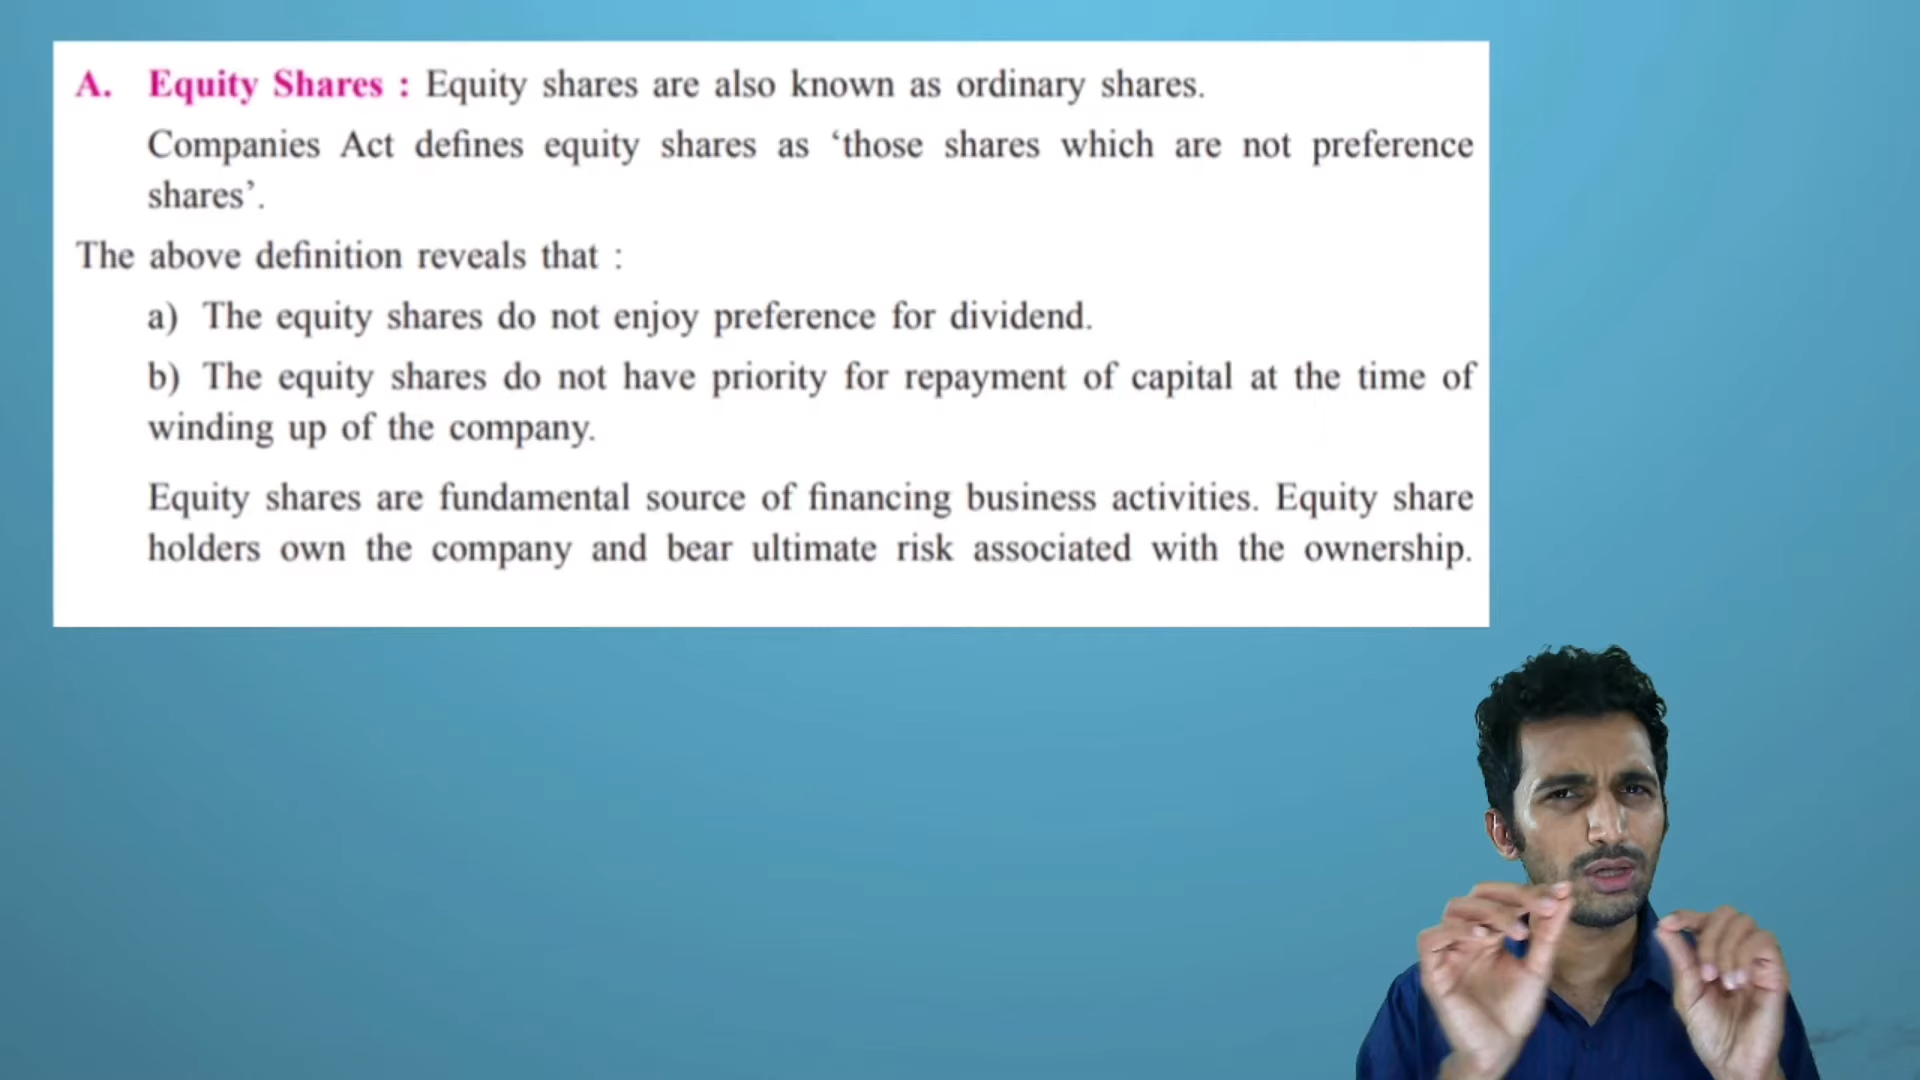 A. Equity Shares : Equity shares are also known as ordinary shares.
Companies Act defines equity shares as ‘those shares which are not preference
shares’.
The above definition reveals that :
a) The equity shares do not enjoy preference for dividend.
b) The equity shares do not have priority for repayment of capital at the time of
winding up of the company.
Equity shares are fundamental source of financing business activities. Equity share
holders own the company and bear ultimate risk associated with the ownership.